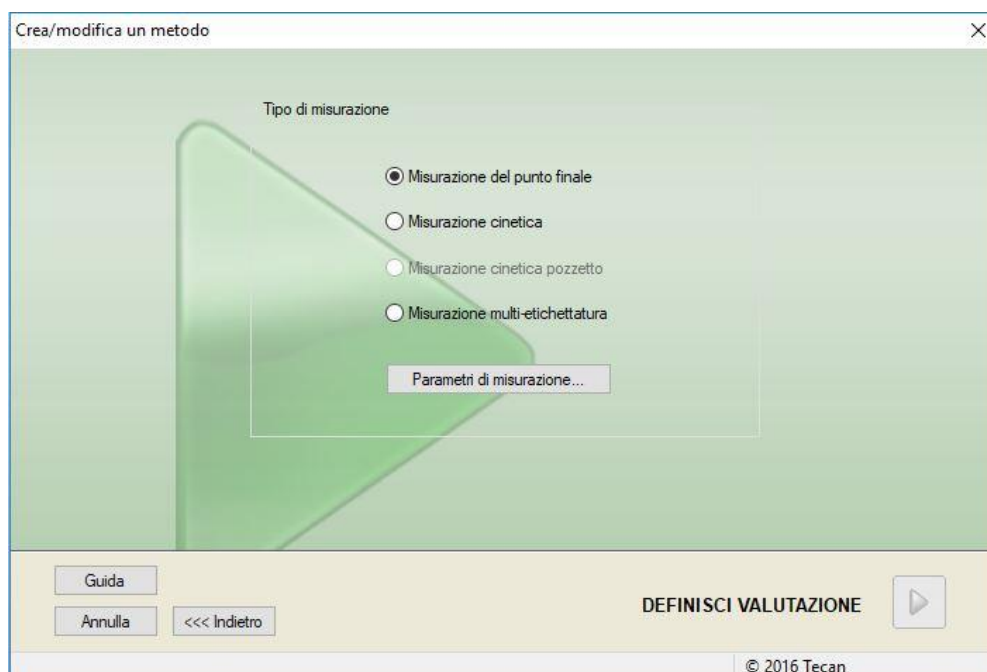 Crea/modifica un metodo
Tipo di misurazione
Misurazione del punto finale
Misurazione cinetica
Misurazione cinetica pozzetto
Misurazione multi-etichettatura
Parametri di misurazione...
Guida
DEFINISCI VALUTAZIONE
Annulla
<<< Indietro
© 2016 Tecan